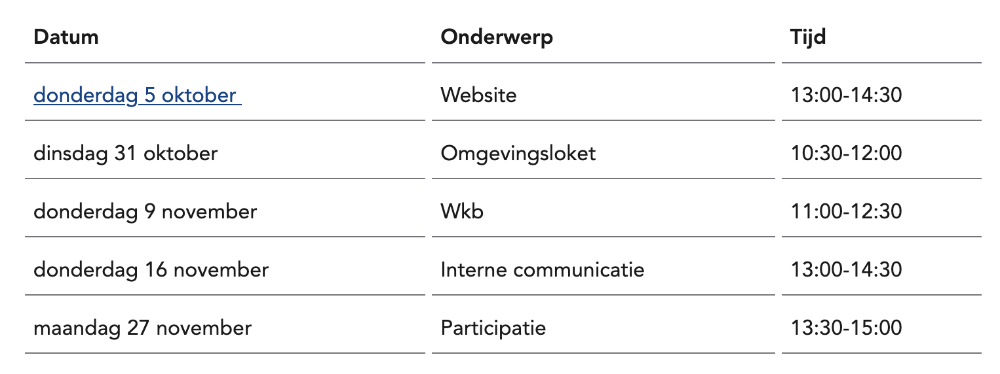 Datum Onderwerp Tijd
donderdag 5 oktober Website 13:00-14:30
dinsdag 31 oktober Omgevingsloket 10:30-12:00
donderdag 9 november Wkb 11:00-12:30
donderdag 16 november Interne communicatie 13:00-14:30
maandag 27 november Participatie 13:30-15:00